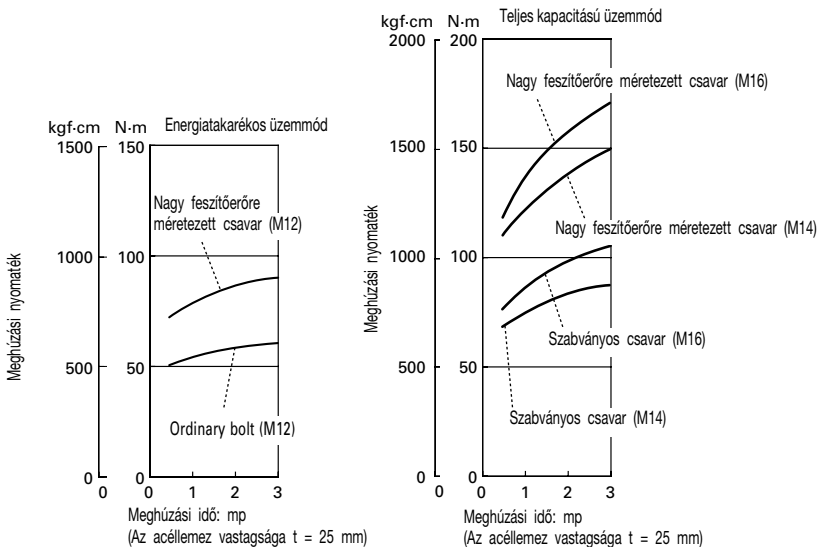 kgf·cm N·m Energiatakarékos üzemmód
1500 150
Nagy feszítőerőre
méretezett csavar (M12)
1000 100
Meghúzási nyomaték
500 50
Ordinary bolt (M12)
0 0
0 0 1 2 3
Meghúzási idő: mp
(Az acéllemez vastagsága t = 25 mm)
kgf·cm N·m Teljes kapacitású üzemmód
2000 200
Nagy feszítőerőre méretezett csavar (M16)
1500 150
Nagy feszítőerőre méretezett csavar (M14)
1000 100
Meghúzási nyomaték
Szabványos csavar (M16)
500 50
Szabványos csavar (M14)
0 0
0 0 1 2 3
Meghúzási idő: mp
(Az acéllemez vastagsága t = 25 mm)